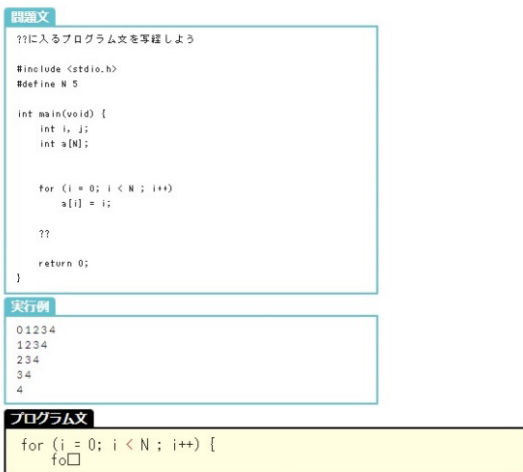 問題文
??に入るプログラム文を写経しよう
#include <stdio.h>
#define N 5
int main(void) {
    int i, j;
    int a[N];
    for (i = 0; i < N ; i++)
        a[i] = i;
    ??
    return 0;
}
実行例
01234
1234
234
34
4
プログラム文
for (i = 0; i < N ; i++) {
    fo